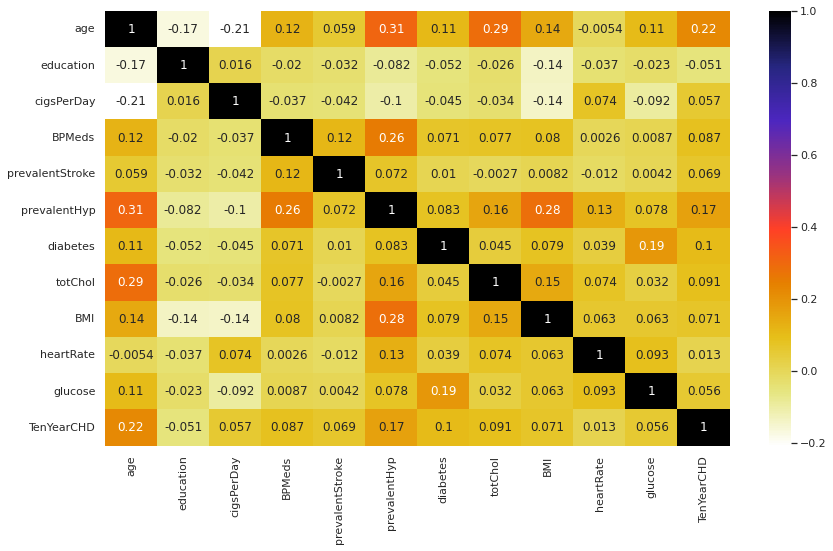 age 1 -0.17 -0.21 0.12 0.059 0.31 0.11 0.29 0.14 -0.0054 0.11 0.22
education -0.17 1 0.016 -0.02 -0.032 -0.082 -0.052 -0.026 -0.14 -0.037 -0.023 -0.051
cigsPerDay -0.21 0.016 1 -0.037 -0.042 -0.1 -0.045 -0.034 -0.14 0.074 -0.092 0.057
BPMeds 0.12 -0.02 -0.037 1 0.12 0.26 0.071 0.077 0.08 0.0026 0.0087 0.087
prevalentStroke 0.059 -0.032 -0.042 0.12 1 0.072 0.01 -0.0027 0.0082 -0.012 0.0042 0.069
prevalentHyp 0.31 -0.082 -0.1 0.26 0.072 1 0.083 0.16 0.28 0.13 0.078 0.17
diabetes 0.11 -0.052 -0.045 0.071 0.01 0.083 1 0.045 0.079 0.039 0.19 0.1
totChol 0.29 -0.026 -0.034 0.077 -0.0027 0.16 0.045 1 0.15 0.074 0.032 0.091
BMI 0.14 -0.14 -0.14 0.08 0.0082 0.28 0.079 0.15 1 0.063 0.063 0.071
heartRate -0.0054 -0.037 0.074 0.0026 -0.012 0.13 0.039 0.074 0.063 1 0.093 0.013
glucose 0.11 -0.023 -0.092 0.0087 0.0042 0.078 0.19 0.032 0.063 0.093 1 0.056
TenYearCHD 0.22 -0.051 0.057 0.087 0.069 0.17 0.1 0.091 0.071 0.013 0.056 1
age
education
cigsPerDay
BPMeds
prevalentStroke
prevalentHyp
diabetes
totChol
BMI
heartRate
glucose
TenYearCHD
1.0
0.8
0.6
0.4
0.2
0.0
−0.2